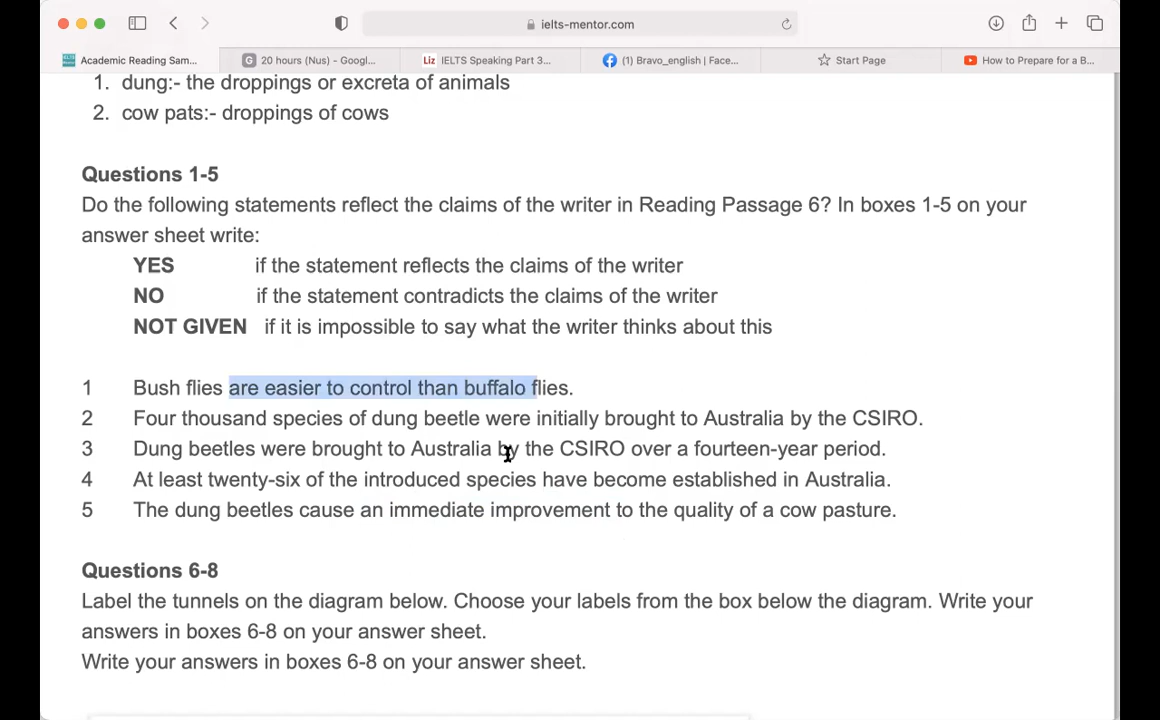 ielts-mentor.com
Academic Reading Sam...
G 20 hours (Nus) - Googl...
Liz IELTS Speaking Part 3...
(1) Bravo_english | Face...
Start Page
How to Prepare for a B...
1. dung:- the droppings or excreta of animals
2. cow pats:- droppings of cows
Questions 1-5
Do the following statements reflect the claims of the writer in Reading Passage 6? In boxes 1-5 on your
answer sheet write:
YES if the statement reflects the claims of the writer
NO if the statement contradicts the claims of the writer
NOT GIVEN if it is impossible to say what the writer thinks about this
1 Bush flies are easier to control than buffalo flies.
2 Four thousand species of dung beetle were initially brought to Australia by the CSIRO.
3 Dung beetles were brought to Australia by the CSIRO over a fourteen-year period.
4 At least twenty-six of the introduced species have become established in Australia.
5 The dung beetles cause an immediate improvement to the quality of a cow pasture.
Questions 6-8
Label the tunnels on the diagram below. Choose your labels from the box below the diagram. Write your
answers in boxes 6-8 on your answer sheet.
Write your answers in boxes 6-8 on your answer sheet.